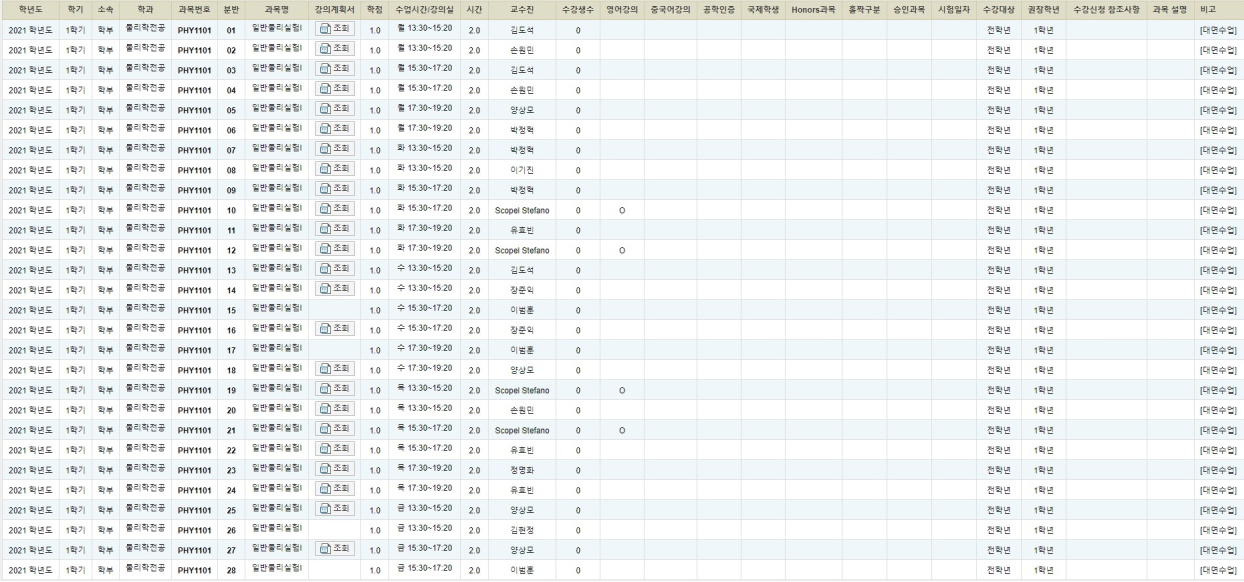 학년도 학기 소속 학과 과목번호 분반 과목명 강의계획서 학점 수업시간/강의실 시간 교수진 수강생수 영어강의 중국어강의 공학인증 국제학생 Honors과목 홀짝구분 승인과목 시험일자 수강대상 권장학년 수강신청 참조사항 과목 설명 비고
2021 학년도 1학기 학부 물리학전공 PHY1101 01 일반물리실험I 조회 1.0 월 13:30~15:20 2.0 김도석 0 전학년 1학년 [대면수업]
2021 학년도 1학기 학부 물리학전공 PHY1101 02 일반물리실험I 조회 1.0 월 13:30~15:20 2.0 손원민 0 전학년 1학년 [대면수업]
2021 학년도 1학기 학부 물리학전공 PHY1101 03 일반물리실험I 조회 1.0 월 15:30~17:20 2.0 김도석 0 전학년 1학년 [대면수업]
2021 학년도 1학기 학부 물리학전공 PHY1101 04 일반물리실험I 조회 1.0 월 15:30~17:20 2.0 손원민 0 전학년 1학년 [대면수업]
2021 학년도 1학기 학부 물리학전공 PHY1101 05 일반물리실험I 조회 1.0 월 17:30~19:20 2.0 양상모 0 전학년 1학년 [대면수업]
2021 학년도 1학기 학부 물리학전공 PHY1101 06 일반물리실험I 조회 1.0 월 17:30~19:20 2.0 박정혁 0 전학년 1학년 [대면수업]
2021 학년도 1학기 학부 물리학전공 PHY1101 07 일반물리실험I 조회 1.0 화 13:30~15:20 2.0 박정혁 0 전학년 1학년 [대면수업]
2021 학년도 1학기 학부 물리학전공 PHY1101 08 일반물리실험I 조회 1.0 화 13:30~15:20 2.0 이기진 0 전학년 1학년 [대면수업]
2021 학년도 1학기 학부 물리학전공 PHY1101 09 일반물리실험I 조회 1.0 화 15:30~17:20 2.0 박정혁 0 전학년 1학년 [대면수업]
2021 학년도 1학기 학부 물리학전공 PHY1101 10 일반물리실험I 조회 1.0 화 15:30~17:20 2.0 Scopel Stefano 0 O 전학년 1학년 [대면수업]
2021 학년도 1학기 학부 물리학전공 PHY1101 11 일반물리실험I 조회 1.0 화 17:30~19:20 2.0 유효빈 0 전학년 1학년 [대면수업]
2021 학년도 1학기 학부 물리학전공 PHY1101 12 일반물리실험I 조회 1.0 화 17:30~19:20 2.0 Scopel Stefano 0 O 전학년 1학년 [대면수업]
2021 학년도 1학기 학부 물리학전공 PHY1101 13 일반물리실험I 조회 1.0 수 13:30~15:20 2.0 김도석 0 전학년 1학년 [대면수업]
2021 학년도 1학기 학부 물리학전공 PHY1101 14 일반물리실험I 조회 1.0 수 13:30~15:20 2.0 장준익 0 전학년 1학년 [대면수업]
2021 학년도 1학기 학부 물리학전공 PHY1101 15 일반물리실험I 1.0 수 15:30~17:20 2.0 이범훈 0 전학년 1학년 [대면수업]
2021 학년도 1학기 학부 물리학전공 PHY1101 16 일반물리실험I 조회 1.0 수 15:30~17:20 2.0 장준익 0 전학년 1학년 [대면수업]
2021 학년도 1학기 학부 물리학전공 PHY1101 17 일반물리실험I 1.0 수 17:30~19:20 2.0 이범훈 0 전학년 1학년 [대면수업]
2021 학년도 1학기 학부 물리학전공 PHY1101 18 일반물리실험I 조회 1.0 수 17:30~19:20 2.0 양상모 0 전학년 1학년 [대면수업]
2021 학년도 1학기 학부 물리학전공 PHY1101 19 일반물리실험I 조회 1.0 목 13:30~15:20 2.0 Scopel Stefano 0 O 전학년 1학년 [대면수업]
2021 학년도 1학기 학부 물리학전공 PHY1101 20 일반물리실험I 조회 1.0 목 13:30~15:20 2.0 손원민 0 전학년 1학년 [대면수업]
2021 학년도 1학기 학부 물리학전공 PHY1101 21 일반물리실험I 조회 1.0 목 15:30~17:20 2.0 Scopel Stefano 0 O 전학년 1학년 [대면수업]
2021 학년도 1학기 학부 물리학전공 PHY1101 22 일반물리실험I 조회 1.0 목 15:30~17:20 2.0 유효빈 0 전학년 1학년 [대면수업]
2021 학년도 1학기 학부 물리학전공 PHY1101 23 일반물리실험I 조회 1.0 목 17:30~19:20 2.0 정명화 0 전학년 1학년 [대면수업]
2021 학년도 1학기 학부 물리학전공 PHY1101 24 일반물리실험I 조회 1.0 목 17:30~19:20 2.0 유효빈 0 전학년 1학년 [대면수업]
2021 학년도 1학기 학부 물리학전공 PHY1101 25 일반물리실험I 조회 1.0 금 13:30~15:20 2.0 양상모 0 전학년 1학년 [대면수업]
2021 학년도 1학기 학부 물리학전공 PHY1101 26 일반물리실험I 1.0 금 13:30~15:20 2.0 김현정 0 전학년 1학년 [대면수업]
2021 학년도 1학기 학부 물리학전공 PHY1101 27 일반물리실험I 조회 1.0 금 15:30~17:20 2.0 양상모 0 전학년 1학년 [대면수업]
2021 학년도 1학기 학부 물리학전공 PHY1101 28 일반물리실험I 1.0 금 15:30~17:20 2.0 이범훈 0 전학년 1학년 [대면수업]